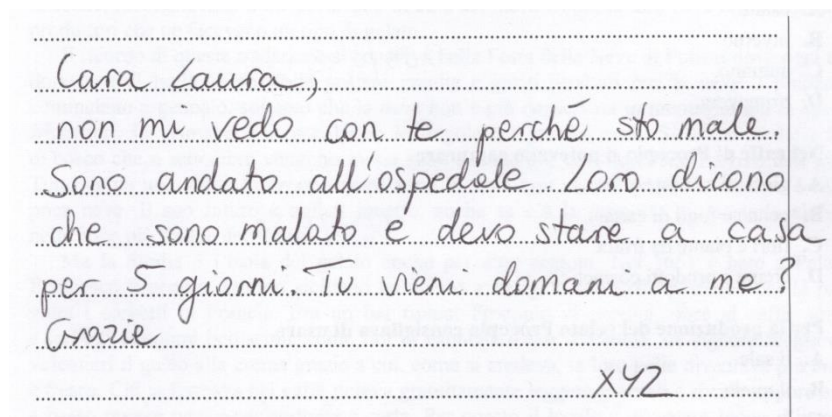 Cara Laura,
non mi vedo con te, perché sto male.
Sono andato all'ospedale. Loro dicono
che sono malato e devo stare a casa
per 5 giorni. Tu vieni domani a me?
Grazie
XYZ